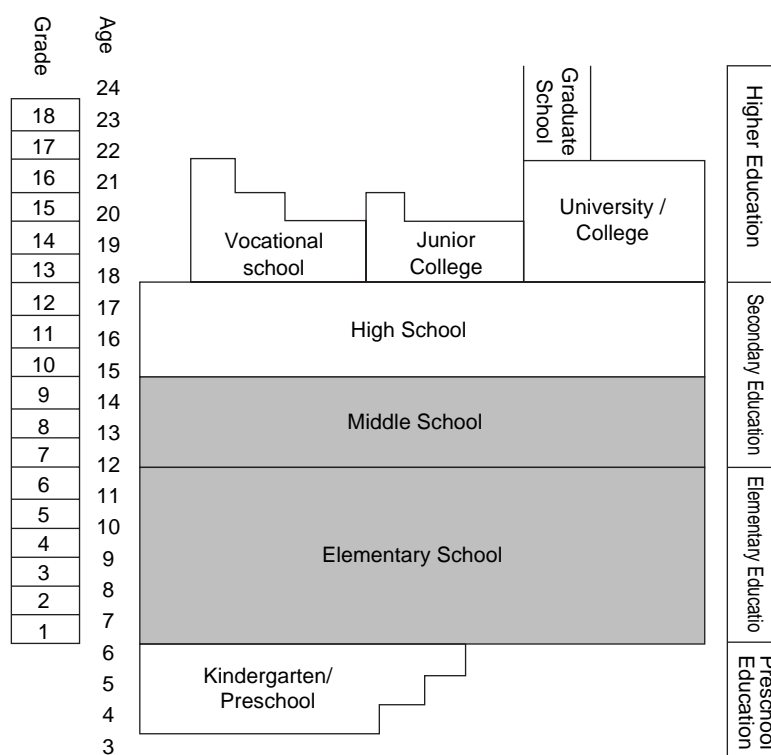 Grade
Age
24
18
23
17
22
16
21
15
20
14
19
13
18
12
17
11
16
10
15
9
14
8
13
7
12
6
11
5
10
4
9
3
8
2
7
1
6
5
4
3
Graduate
School
University /
College
Vocational
school
Junior
College
High School
Middle School
Elementary School
Kindergarten/
Preschool
Higher Education
Secondary Education
Elementary Educatio
Preschool
Education